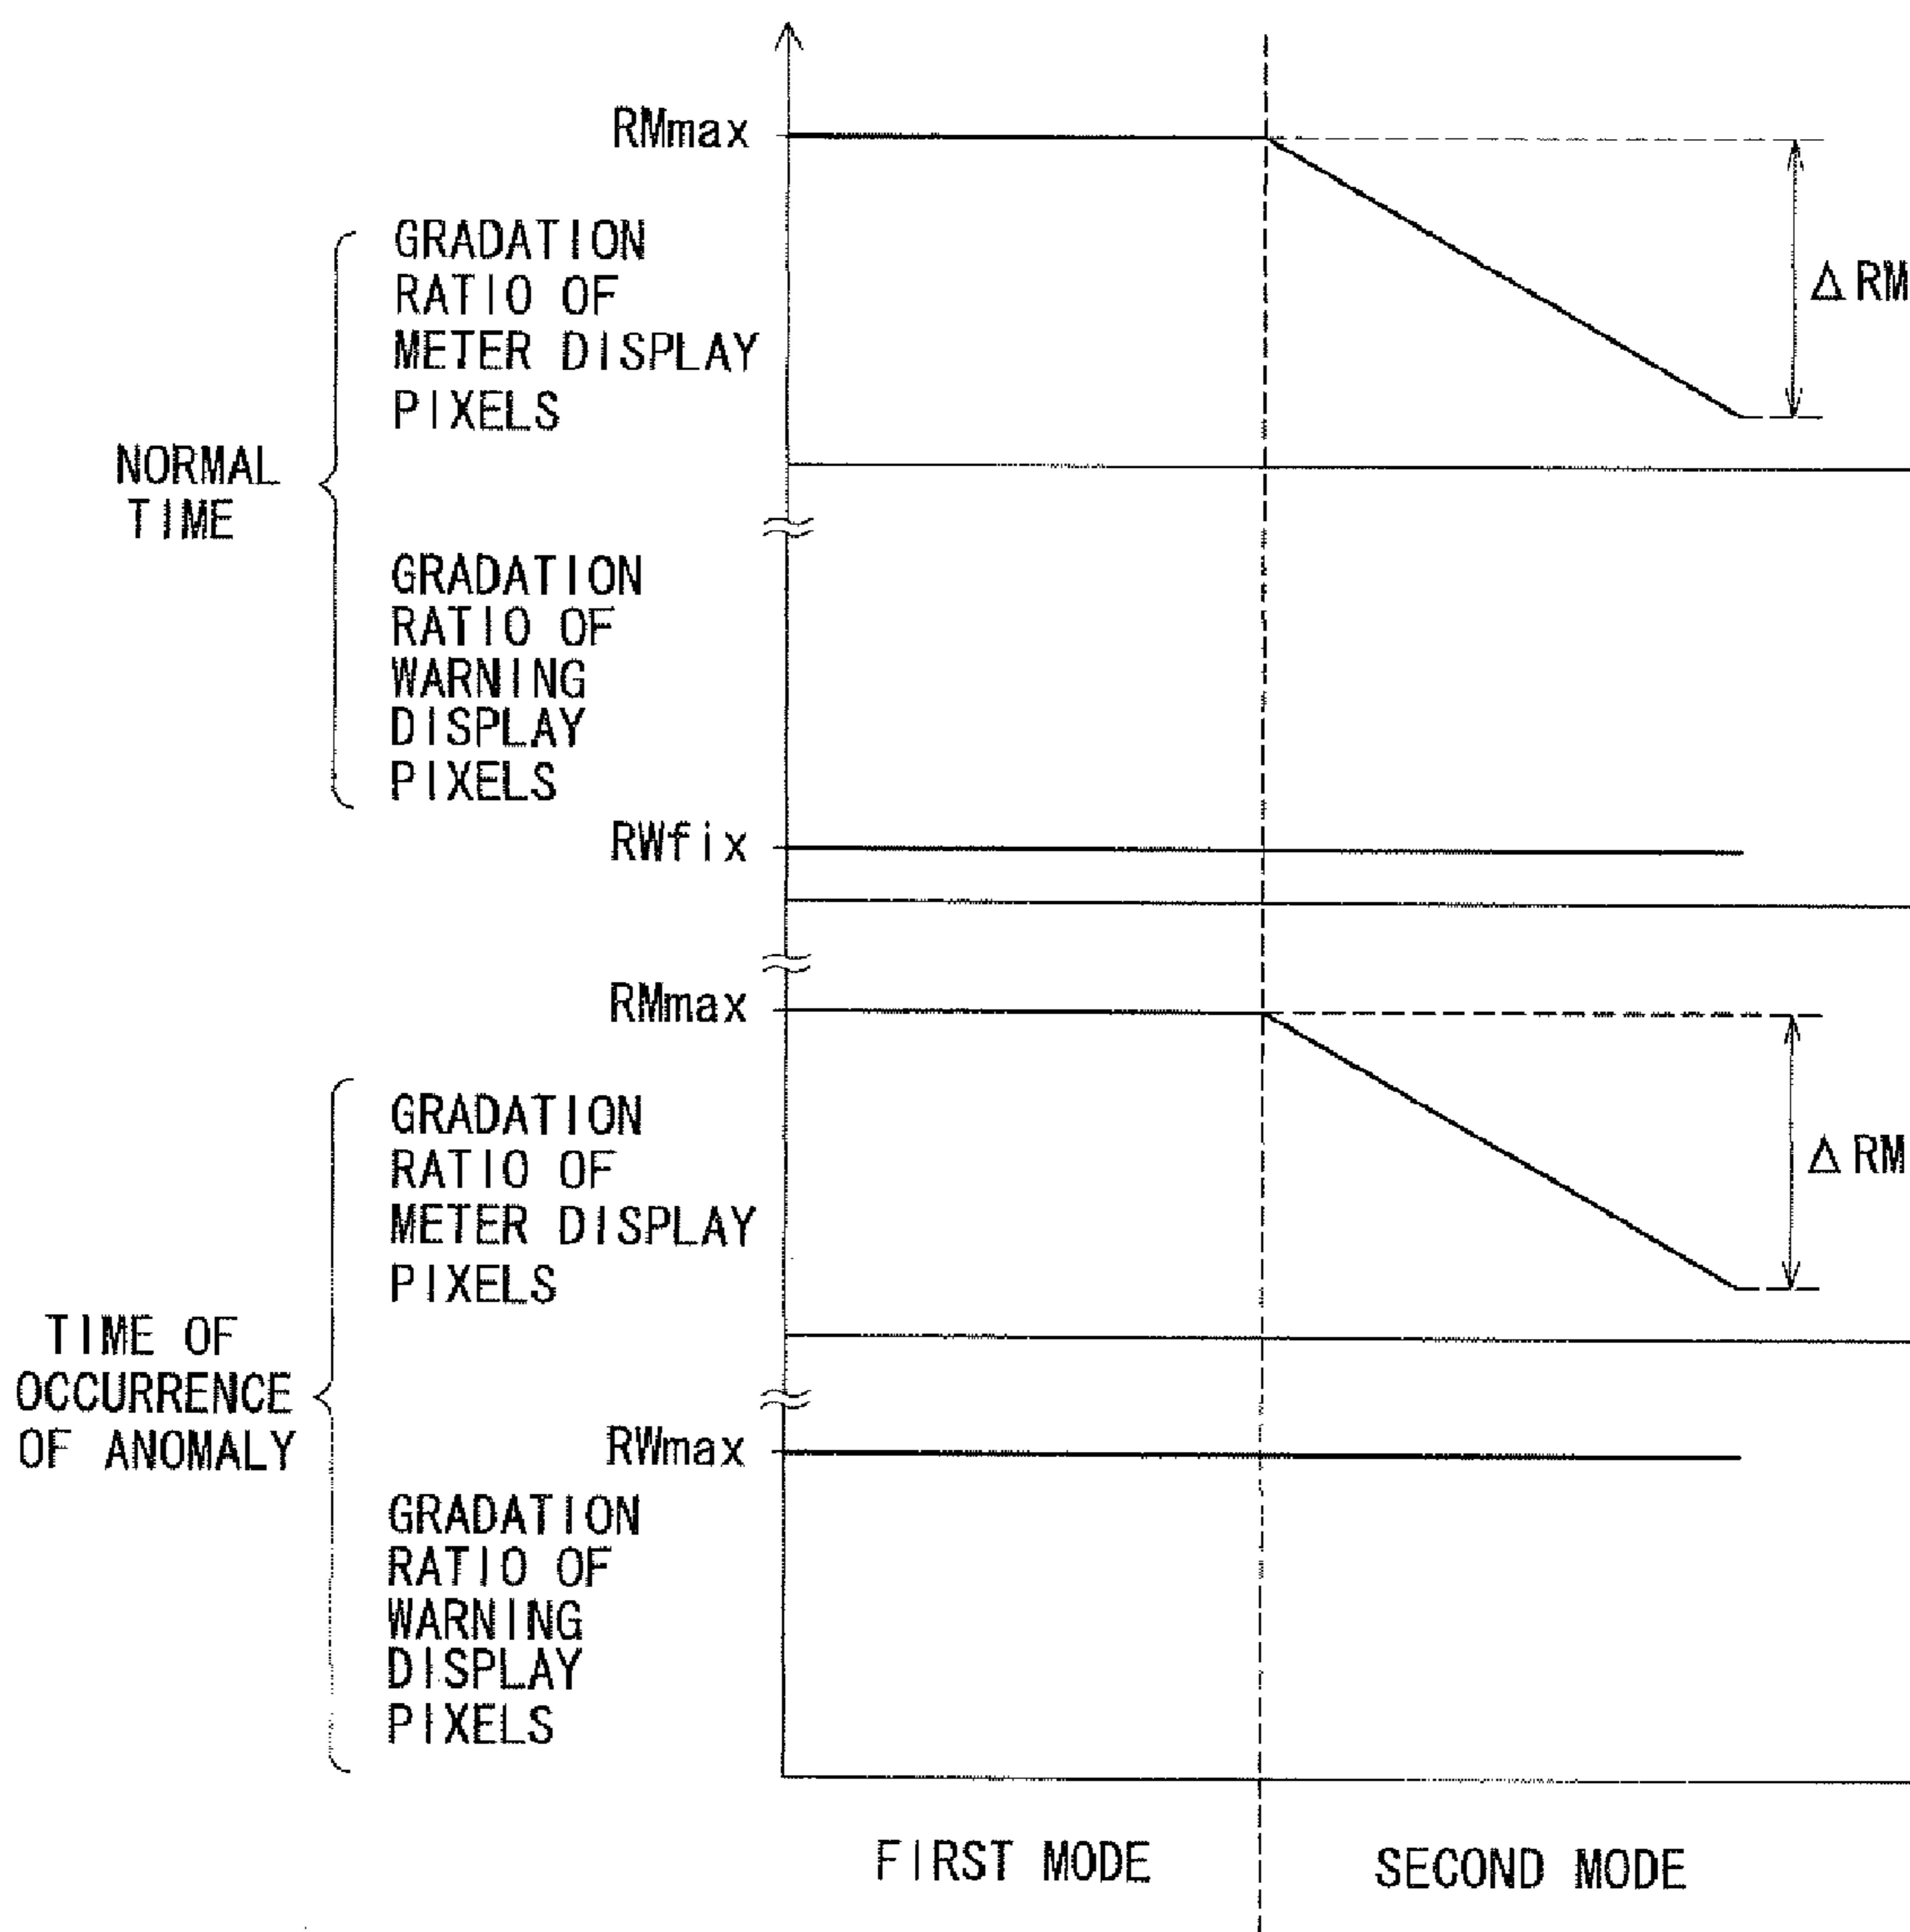 RMmax
GRADATION
RATIO OF
METER DISPLAY
PIXELS
ΔRM
NORMAL
TIME
GRADATION
RATIO OF
WARNING
DISPLAY
PIXELS
RWfix
RMmax
GRADATION
RATIO OF
METER DISPLAY
PIXELS
ΔRM
TIME OF
OCCURRENCE
OF ANOMALY
RWmax
GRADATION
RATIO OF
WARNING
DISPLAY
PIXELS
FIRST MODE
SECOND MODE